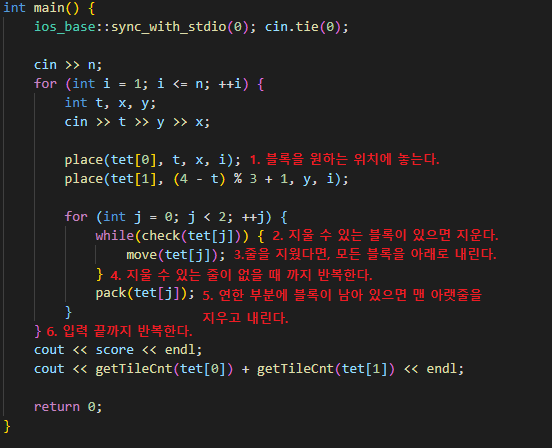 int main() {
    ios_base::sync_with_stdio(0); cin.tie(0);
    cin >> n;
    for (int i = 1; i <= n; ++i) {
        int t, x, y;
        cin >> t >> y >> x;
        place(tet[0], t, x, i); 1. 블록을 원하는 위치에 놓는다.
        place(tet[1], (4 - t) % 3 + 1, y, i);
        for (int j = 0; j < 2; ++j) {
            while(check(tet[j])) { 2. 지울 수 있는 블록이 있으면 지운다.
                move(tet[j]); 3.줄을 지웠다면, 모든 블록을 아래로 내린다.
            } 4. 지울 수 있는 줄이 없을 때 까지 반복한다.
            pack(tet[j]); 5. 연한 부분에 블록이 남아 있으면 맨 아랫줄을
        } 지우고 내린다.
    } 6. 입력 끝까지 반복한다.
    cout << score << endl;
    cout << getTileCnt(tet[0]) + getTileCnt(tet[1]) << endl;
    return 0;
}